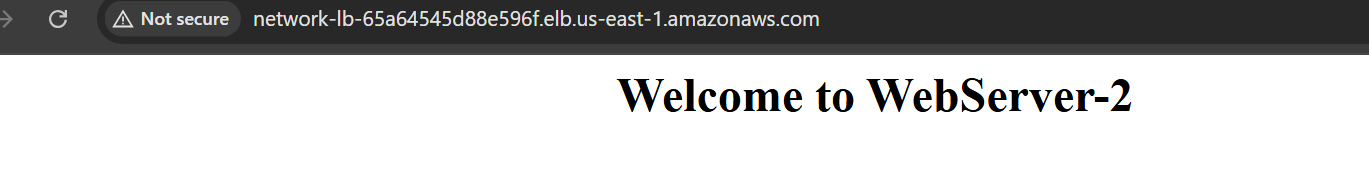 Not secure network-lb-65a64545d88e596f.elb.us-east-1.amazonaws.com
Welcome to WebServer-2